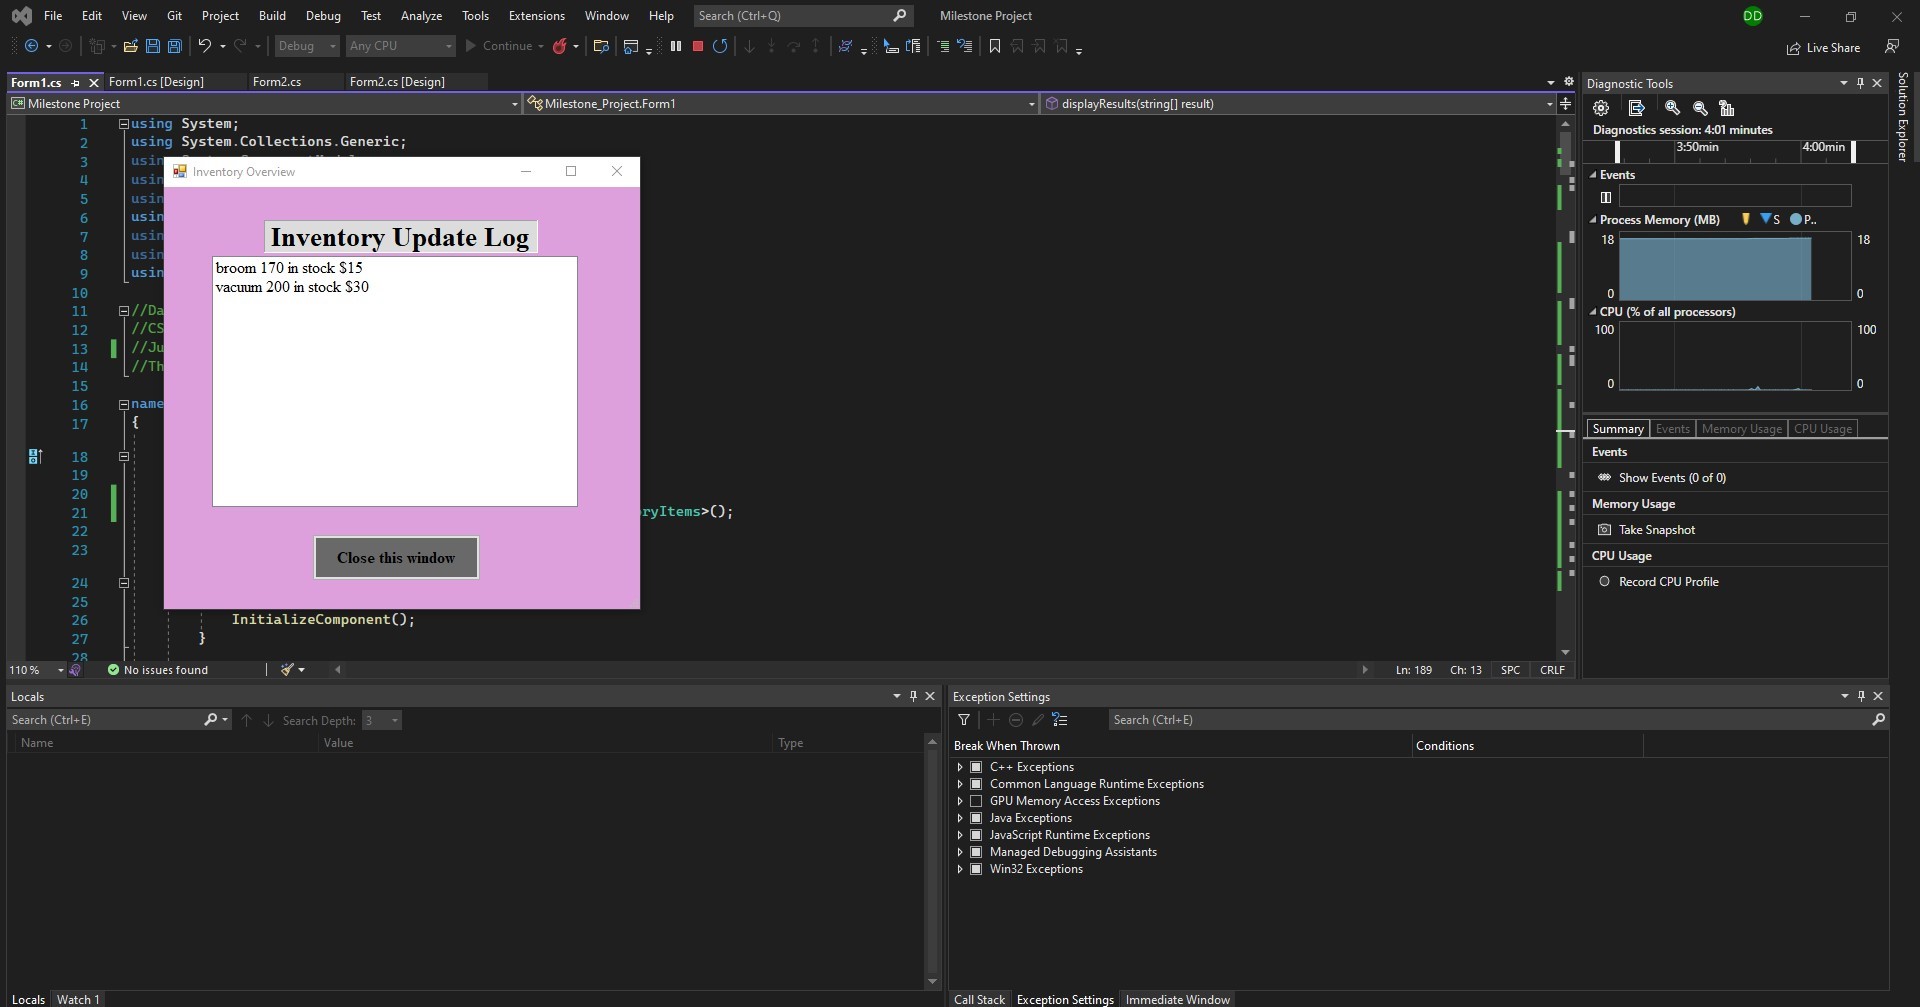 File Edit View Git Project Build Debug Test Analyze Tools Extensions Window Help Search (Ctrl+Q) Milestone Project DD
Debug Any CPU Continue Live Share
Form1.cs Form1.cs [Design] Form2.cs Form2.cs [Design]
Milestone Project Milestone_Project.Form1 displayResults(string[] result)
1 using System;
2 using System.Collections.Generic;
3 usin
4 usin
5 usin
6 usin
7 usin
8 usin
9 usin
10
11 //Da
12 //CS
13 //Ju
14 //Th
15
16 name
17 {
18
19
20
21 ryItems>();
22
23
24
25
26 InitializeComponent();
27 }
28
Inventory Overview
Inventory Update Log
broom 170 in stock $15
vacuum 200 in stock $30
Close this window
110 % No issues found Ln: 189 Ch: 13 SPC CRLF
Diagnostic Tools
Diagnostics session: 4:01 minutes
3:50min 4:00min
Events
Process Memory (MB) S P..
18 18
0 0
CPU (% of all processors)
100 100
0 0
Summary Events Memory Usage CPU Usage
Events
Show Events (0 of 0)
Memory Usage
Take Snapshot
CPU Usage
Record CPU Profile
Solution Explorer
Locals
Search (Ctrl+E) Search Depth: 3
Name Value Type
Locals Watch 1
Exception Settings
Search (Ctrl+E)
Break When Thrown Conditions
C++ Exceptions
Common Language Runtime Exceptions
GPU Memory Access Exceptions
Java Exceptions
JavaScript Runtime Exceptions
Managed Debugging Assistants
Win32 Exceptions
Call Stack Exception Settings Immediate Window